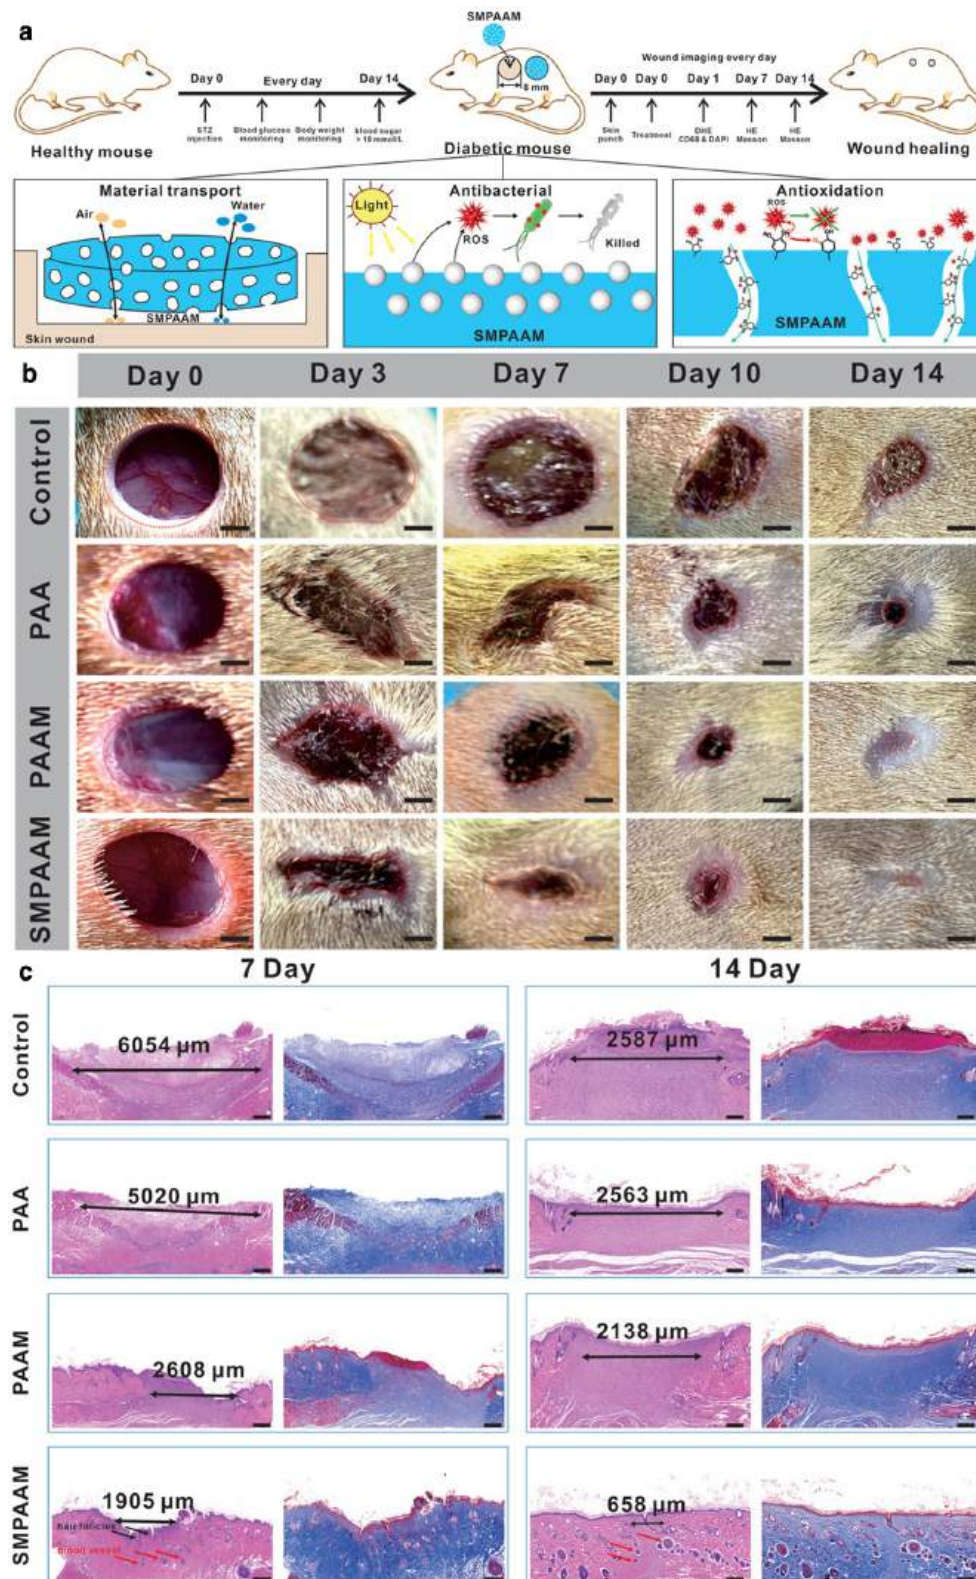 a
SMPAAM
8 mm
Day 0 Every day Day 14
STZ injection
Blood glucose monitoring
Body weight monitoring
blood sugar
Wound imaging every day
Day 0 Day 0 Day 1 Day 7 Day 14
Skin punch
Treatment
DHE CD68 & DAPI
HE Masson
HE Masson
Healthy mouse
Diabetic mouse
Wound healing
Material transport
Air
Water
SMPAAM
Skin wound
Antibacterial
Light
ROS
Killed
SMPAAM
Antioxidation
ROS
SMPAAM
b
Day 0 Day 3 Day 7 Day 10 Day 14
Control
PAA
PAAM
SMPAAM
c
7 Day
14 Day
Control
6054 μm
2587 μm
PAA
5020 μm
2563 μm
PAAM
2608 μm
2138 μm
SMPAAM
1905 μm
hair follicles
blood vessel
658 μm